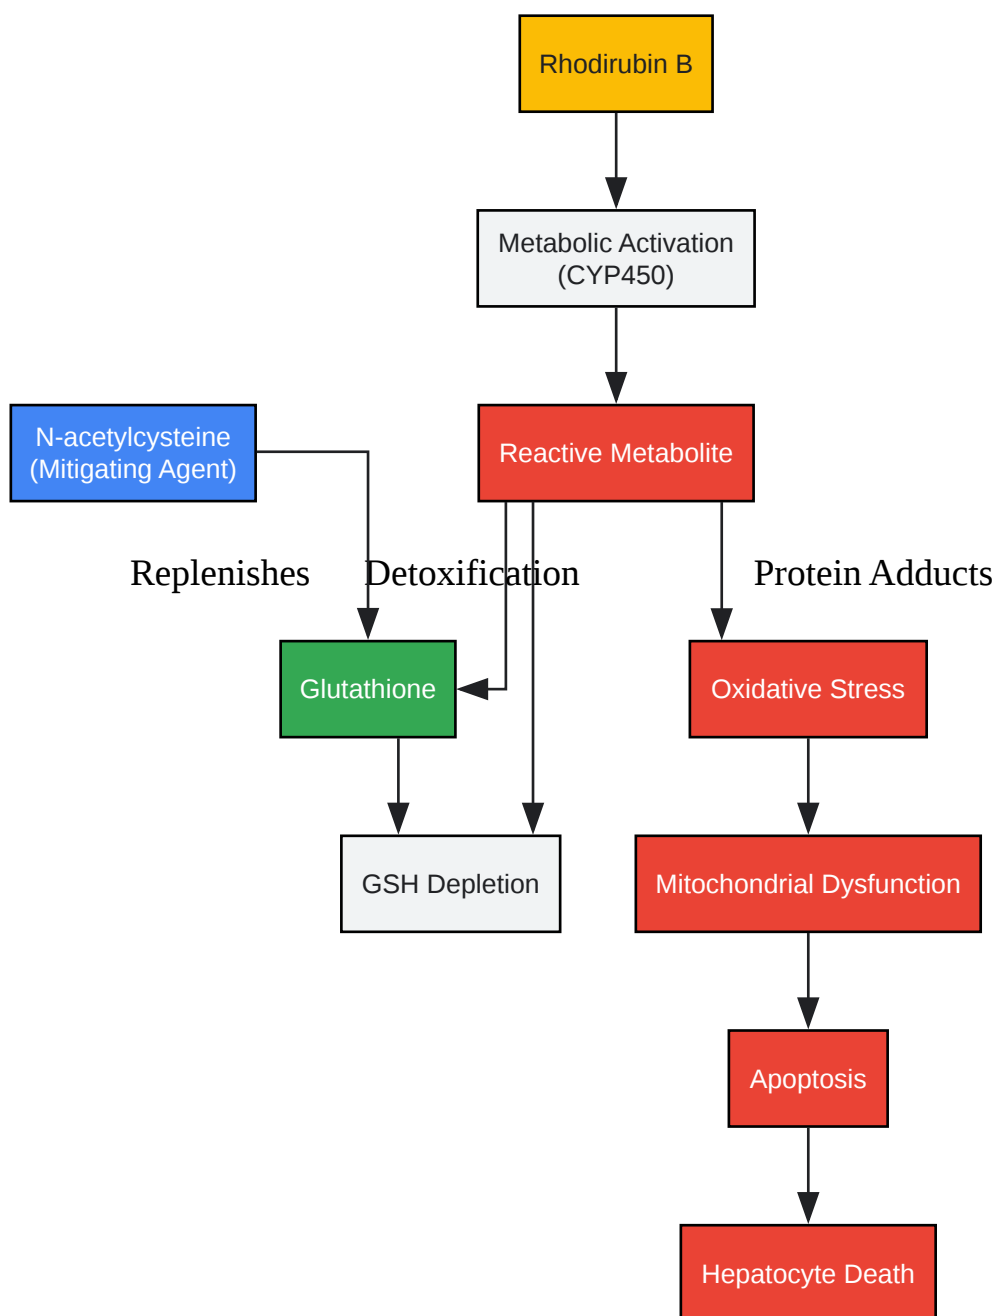 Rhodirubin B
Metabolic Activation
(CYP450)
N-acetylcysteine
(Mitigating Agent)
Reactive Metabolite
Replenishes
Detoxification
Protein Adducts
Glutathione
Oxidative Stress
GSH Depletion
Mitochondrial Dysfunction
Apoptosis
Hepatocyte Death